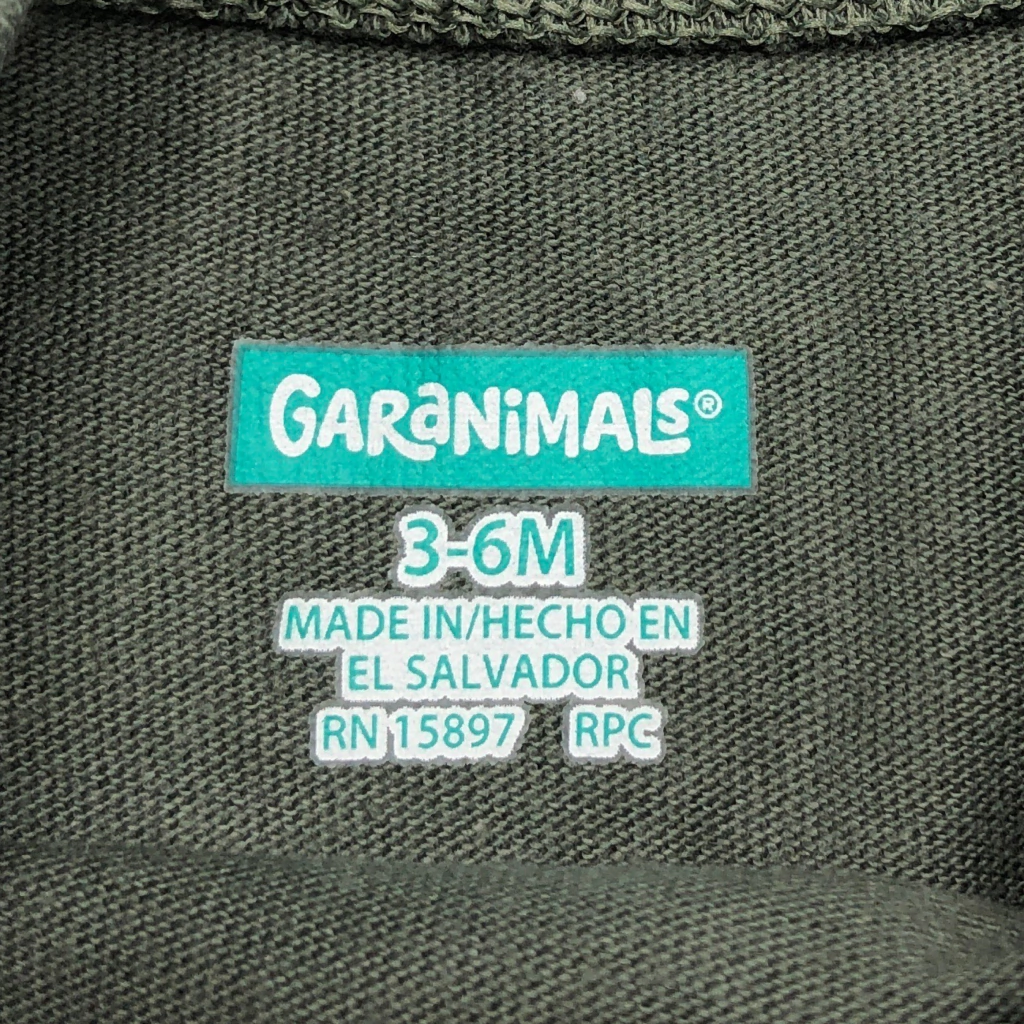 GARANIMALS®
3-6M
MADE IN/HECHO EN
EL SALVADOR
RN 15897 RPC